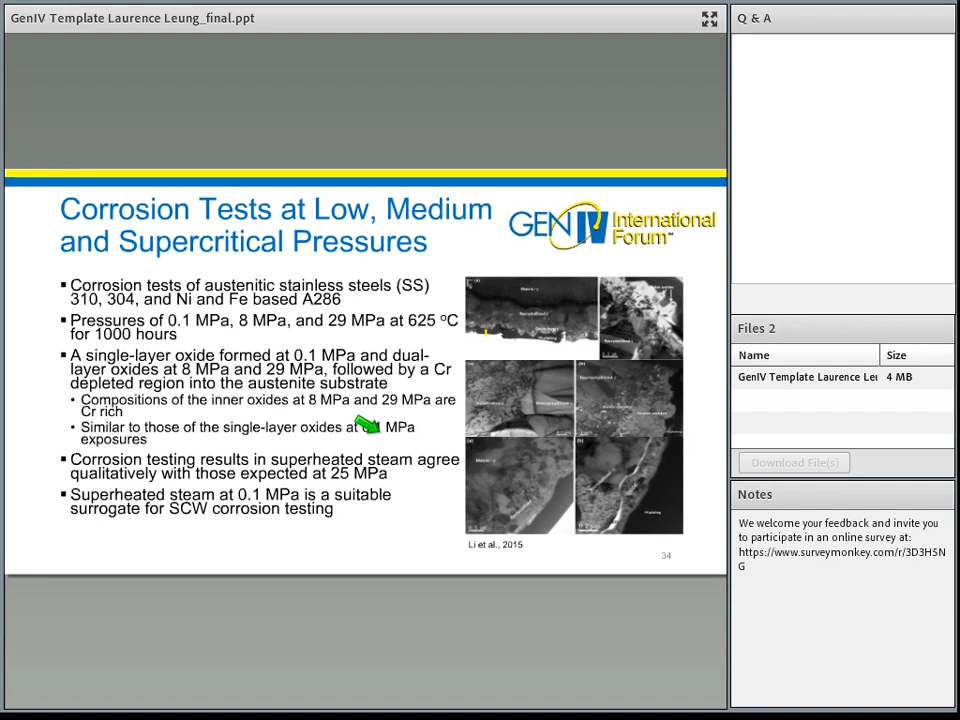 GenIV Template Laurence Leung_final.ppt
Corrosion Tests at Low, Medium
and Supercritical Pressures
GEN IV International
Forum™
▪ Corrosion tests of austenitic stainless steels (SS)
310, 304, and Ni and Fe based A286
▪ Pressures of 0.1 MPa, 8 MPa, and 29 MPa at 625 ºC
for 1000 hours
▪ A single-layer oxide formed at 0.1 MPa and dual-
layer oxides at 8 MPa and 29 MPa, followed by a Cr
depleted region into the austenite substrate
• Compositions of the inner oxides at 8 MPa and 29 MPa are
Cr rich
• Similar to those of the single-layer oxides at MPa
exposures
▪ Corrosion testing results in superheated steam agree
qualitatively with those expected at 25 MPa
▪ Superheated steam at 0.1 MPa is a suitable
surrogate for SCW corrosion testing
Li et al., 2015
34
Q & A
Files 2
Name Size
GenIV Template Laurence 4 MB
Download File(s)
Notes
We welcome your feedback and invite you
to participate in an online survey at:
https://www.surveymonkey.com/r/3D3H5N
G